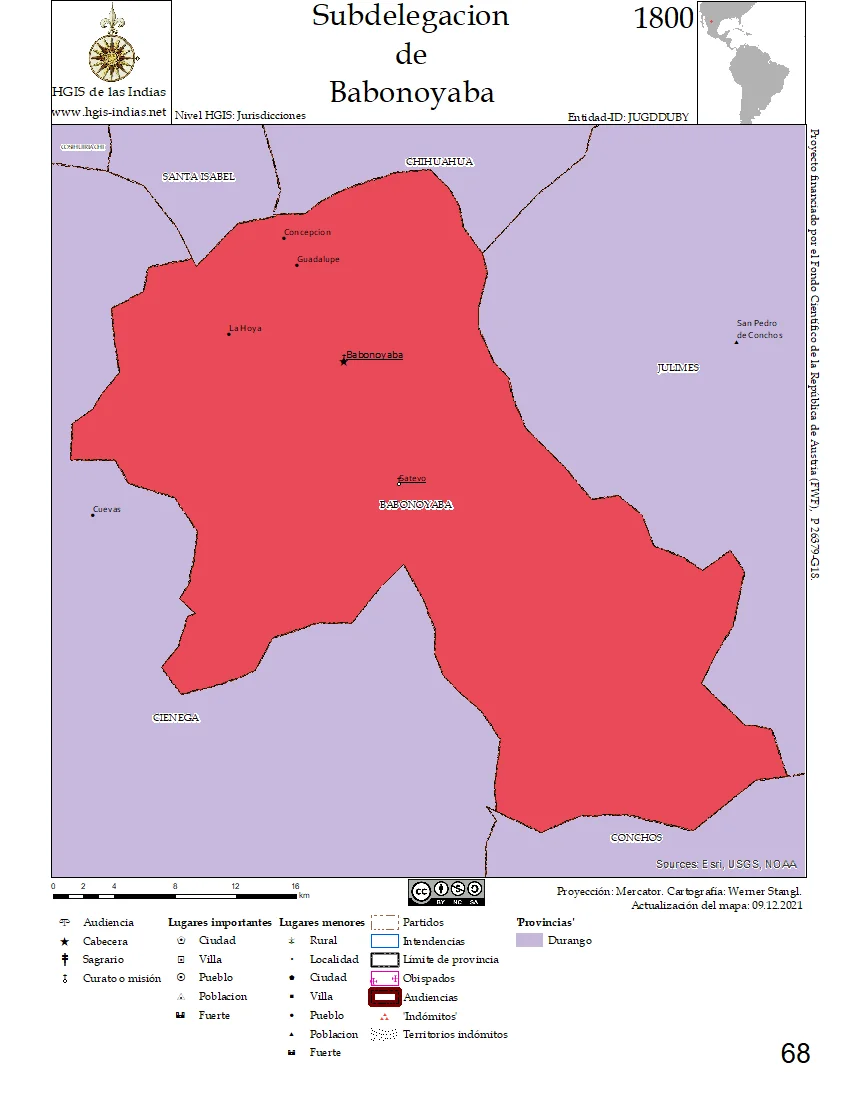 Subdelegacion
de
Babonoyaba
1800
HGIS de las Indias
www.hgis-indias.net
Nivel HGIS: Jurisdicciones
Entidad-ID: JUGDDUBY
Proyecto financiado por el Fondo Científico de la República de Austria (FWF), P 26379-G18.
SANTA ISABEL
CHIHUAHUA
Concepcion
Guadalupe
La Hoya
Babonoyaba
San Pedro
de Conchos
JULIMES
Satevo
BABONOYABA
Cuevas
CIENEGA
CONCHOS
Sources: Esri, USGS, NOAA
0 2 4 8 12 16
km
CC BY NC SA
Proyección: Mercator. Cartografía: Werner Stangl.
Actualización del mapa: 09.12.2021
Audiencia
Cabecera
Sagrario
Curato o misión
Lugares importantes
Ciudad
Villa
Pueblo
Poblacion
Fuerte
Lugares menores
Rural
Localidad
Ciudad
Villa
Pueblo
Poblacion
Fuerte
Partidos
Intendencias
Límite de provincia
Obispados
Audiencias
'Indómitos'
Territorios indómitos
'Provincias'
Durango
68